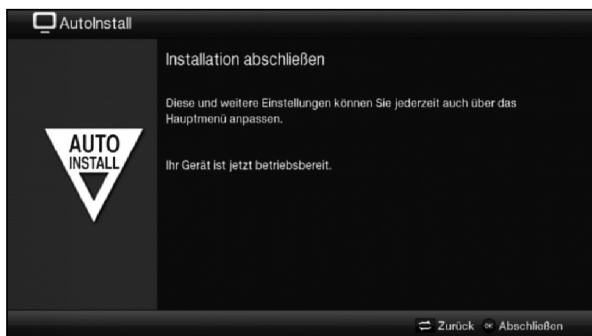 AutoInstall
Installation abschließen
Diese und weitere Einstellungen können Sie jederzeit auch über das
Hauptmenü anpassen.
AUTO
INSTALL
Ihr Gerät ist jetzt betriebsbereit.
Zurück OK Abschließen